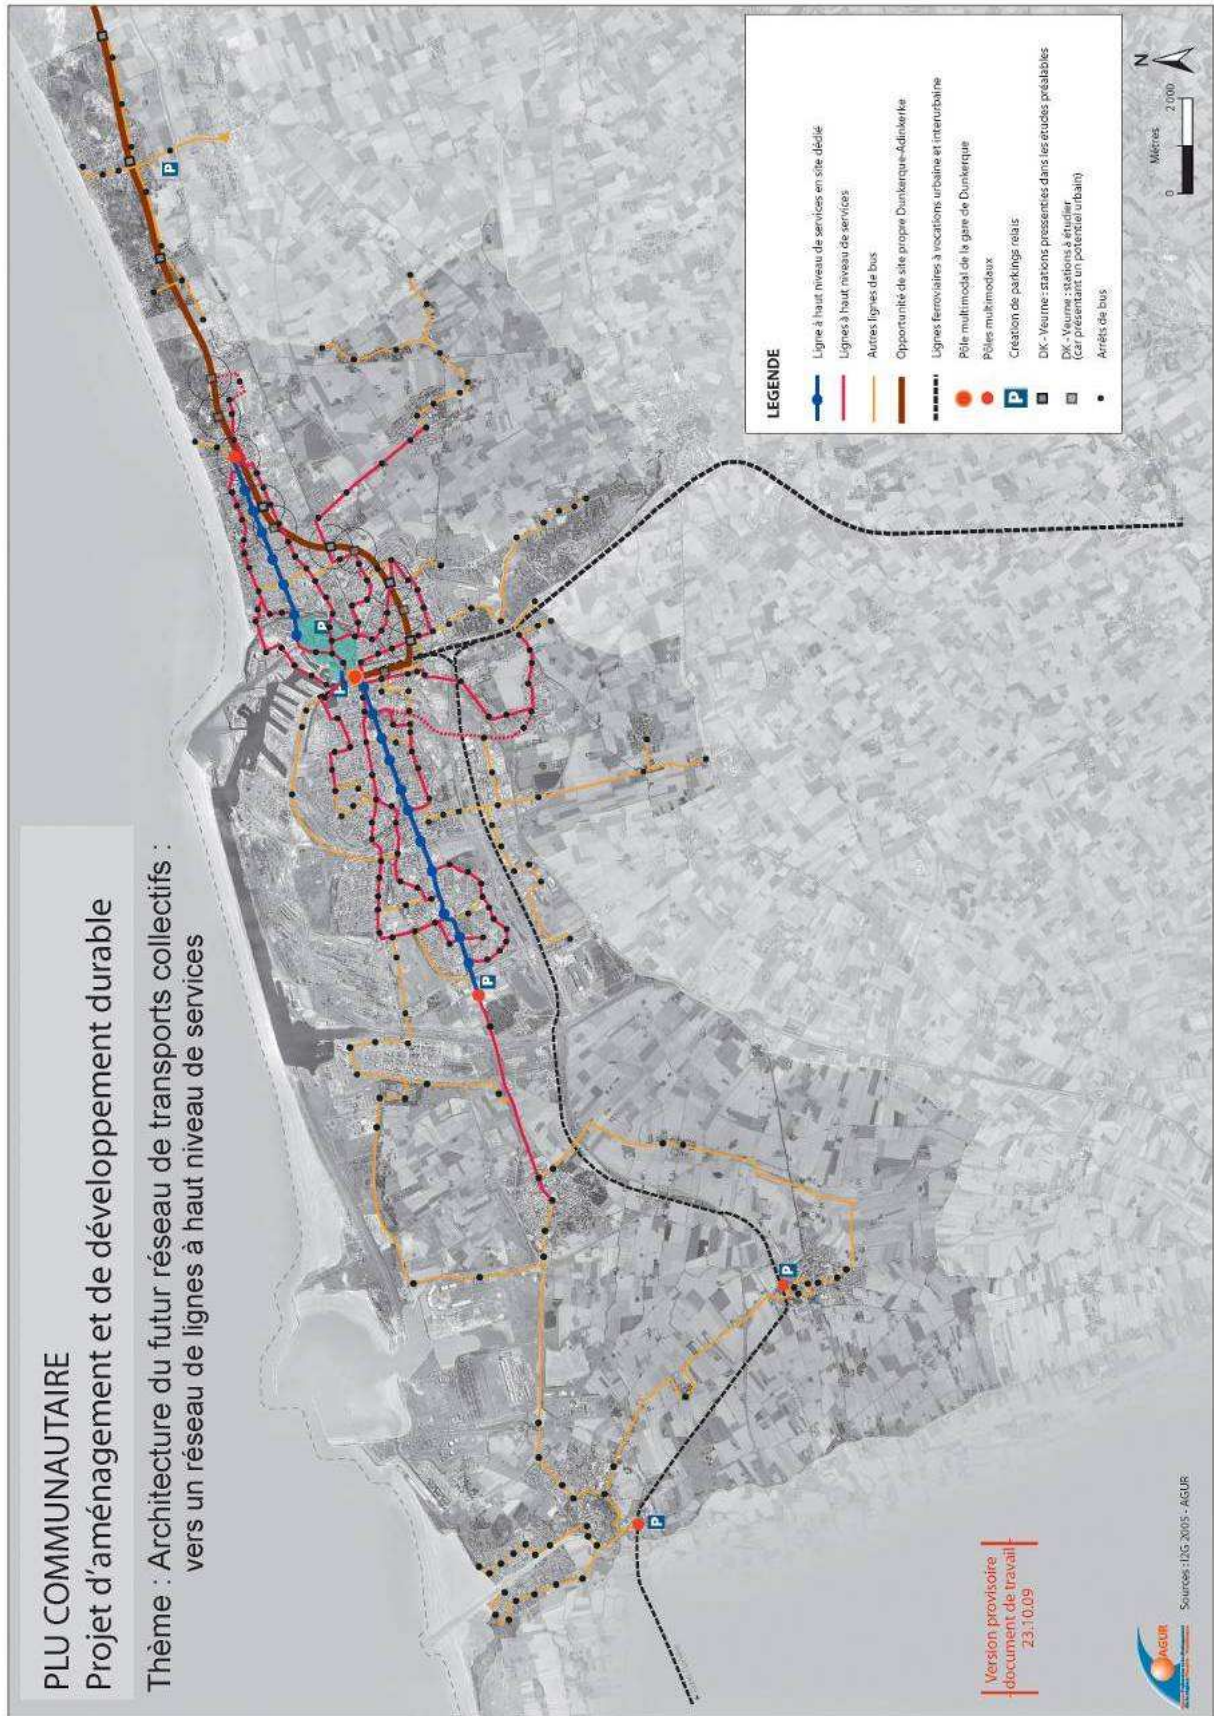 PLU COMMUNAUTAIRE
Projet d'aménagement et de développement durable
Thème : Architecture du futur réseau de transports collectifs :
vers un réseau de lignes à haut niveau de services
P
P
P
P
P
P
LEGENDE
Ligne à haut niveau de services en site dédié
Lignes à haut niveau de services
Autres lignes de bus
Opportunité de site propre Dunkerque-Adinkerke
Lignes ferroviaires à vocations urbaine et interurbaine
Pôle multimodal de la gare de Dunkerque
Pôles multimodaux
P Création de parkings relais
DK - Veurne : stations pressenties dans les études préalables
DK - Veurne : stations à étudier
(car présentant un potentiel urbain)
Arrêts de bus
N
Mètres
0 2 000
Version provisoire
- document de travail -
23.10.09
AGUR
Sources : I2G 2005 - AGUR